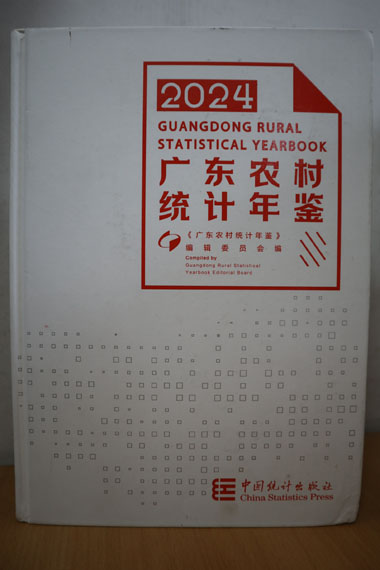 2024
GUANGDONG RURAL
STATISTICAL YEARBOOK
广东农村
统计年鉴
《广东农村统计年鉴》
编辑委员会编
Compiled by
Guangdong Rural Statistical
Yearbook Editorial Board
中国统计出版社
China Statistics Press